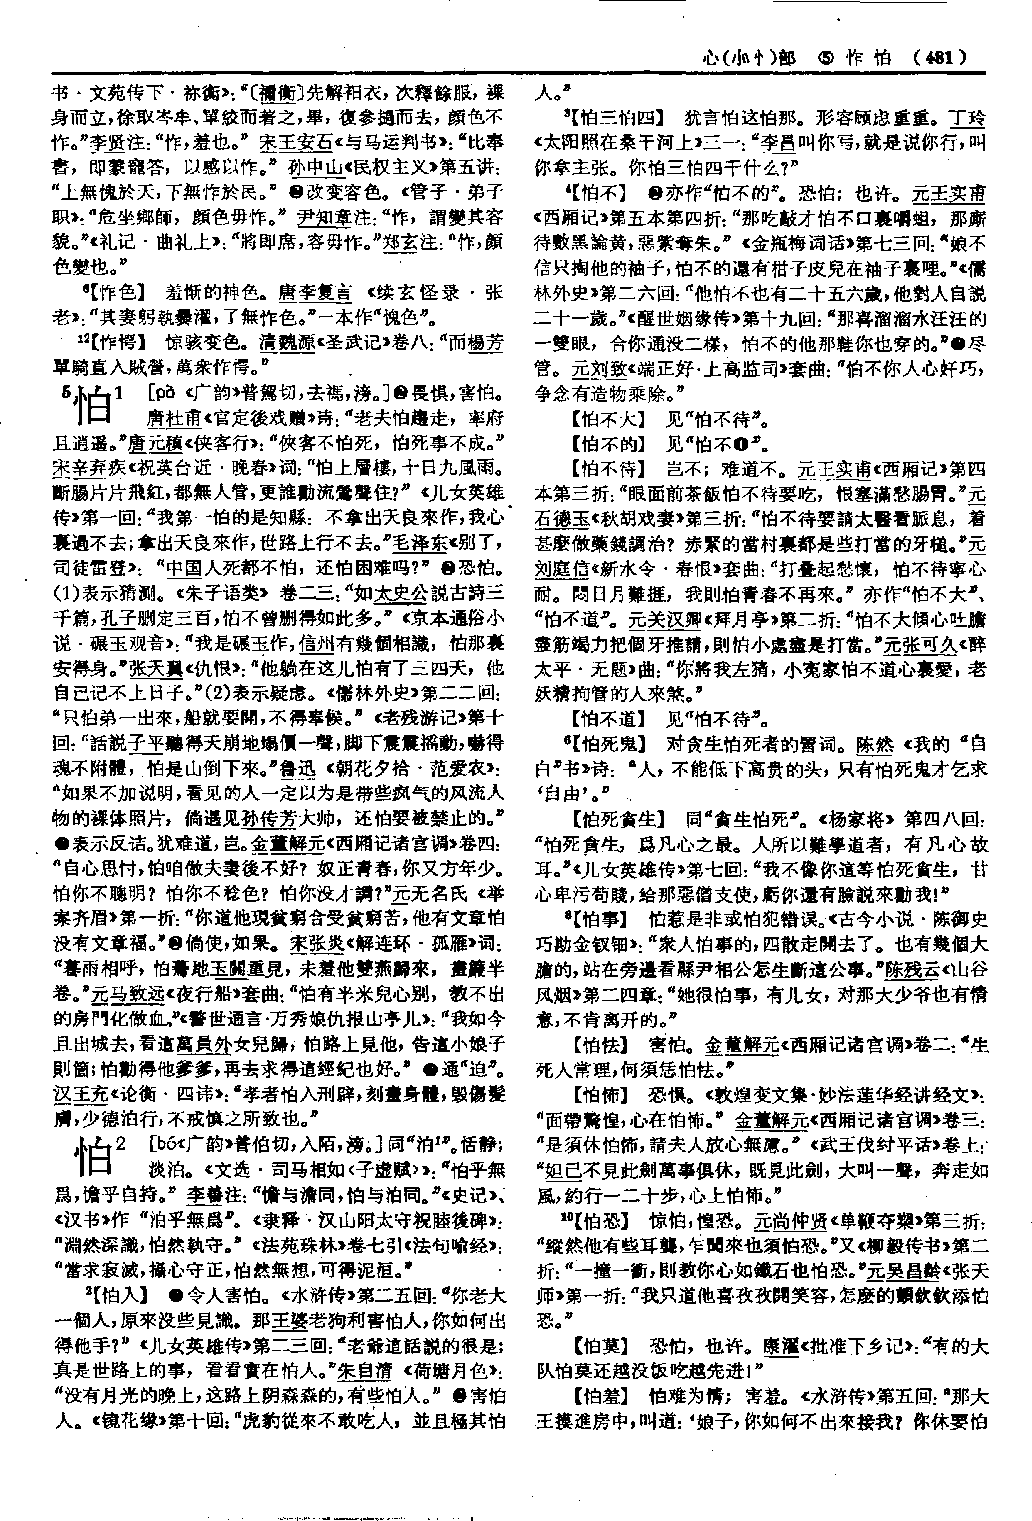 心(小忄)部 ⑤ 怍 怕 (481)
书·文苑传下·祢衡》：“〔禰衡〕先解衵衣，次釋餘服，裸
身而立，徐取岑牟、單絞而著之，畢，復參撾而去，顔色不
怍。”李贤注：“怍，羞也。” 宋王安石《与马运判书》：“比奉
書，即蒙寵答，以感以怍。” 孙中山《民权主义》第五讲：
“上無愧於天，下無怍於民。” ❷改变容色。《管子·弟子
职》：“危坐鄉師，顔色毋怍。” 尹知章注：“怍，謂變其容
貌。”《礼记·曲礼上》：“將即席，容毋怍。”郑玄注：“怍，顔
色變也。”
⁶【怍色】 羞惭的神色。唐李复言 《续玄怪录·张
老》：“其妻躬執爨濯，了無怍色。”一本作“愧色”。
¹²【怍愕】 惊骇变色。清魏源《圣武记》卷八：“而楊芳
單騎直入賊營，萬衆怍愕。”
⁵怕1 [pà 《广韵》普駕切，去禡，滂。]❶畏惧，害怕。
唐杜甫《官定後戏赠》诗：“老夫怕趨走，率府
且逍遥。”唐元稹《侠客行》：“俠客不怕死，怕死事不成。”
宋辛弃疾《祝英台近·晚春》词：“怕上層樓，十日九風雨。
斷腸片片飛紅，都無人管，更誰勸流鶯聲住？” 《儿女英雄
传》第一回：“我第一怕的是知縣：不拿出天良來作，我心
裏過不去；拿出天良來作，世路上行不去。”毛泽东《别了，
司徒雷登》：“中国人死都不怕，还怕困难吗？” ❷恐怕。
(1)表示猜测。《朱子语类》 卷二三：“如太史公説古詩三
千篇，孔子删定三百，怕不曾删得如此多。” 《京本通俗小
说·碾玉观音》：“我是碾玉作，信州有幾個相識，怕那裏
安得身。”张天翼《仇恨》：“他躺在这儿怕有了三四天，他
自己记不上日子。”(2)表示疑虑。《儒林外史》第二二回：
“只怕弟一出來，船就要開，不得奉候。” 《老残游记》第十
回：“話説子平聽得天崩地塌價一聲，脚下震震摇動，嚇得
魂不附體，怕是山倒下來。”鲁迅 《朝花夕拾·范爱农》：
“如果不加说明，看见的人一定以为是带些疯气的风流人
物的裸体照片，倘遇见孙传芳大帅，还怕要被禁止的。”
❸表示反诘。犹难道，岂。金董解元《西厢记诸宫调》卷四：
“自心思忖，怕咱做夫妻後不好？奴正青春，你又方年少。
怕你不聰明？怕你不稔色？怕你没才調？”元无名氏 《举
案齐眉》第一折：“你道他現貧窮合受貧窮苦，他有文章怕
没有文章福。”❹倘使，如果。宋张炎《解连环·孤雁》词：
“暮雨相呼，怕驀地玉關重見，未羞他雙燕歸來，畫簾半
卷。”元马致远《夜行船》套曲：“怕有半米兒心别，教不出
的房門化做血。”《警世通言·万秀娘仇报山亭儿》：“我如今
且出城去，看這萬員外女兒歸，怕路上見他，告這小娘子
則箇；怕勸得他爹爹，再去求得這經紀也好。” ❺通“迫”。
汉王充《论衡·四讳》：“孝者怕入刑辟，刻畫身體，毁傷髮
膚，少德泊行，不戒慎之所致也。”
怕2 [bó《广韵》普伯切，入陌，滂。]同“泊¹”。恬静；
淡泊。《文选·司马相如〈子虚赋〉》：“怕乎無
爲，憺乎自持。” 李善注：“憺与澹同，怕与泊同。”《史记》、
《汉书》作 “泊乎無爲”。《隶释·汉山阳太守祝睦後碑》：
“淵然深識，怕然執守。” 《法苑珠林》卷七引《法句喻经》：
“當求寂滅，攝心守正，怕然無想，可得泥洹。”
²【怕人】 ❶令人害怕。《水浒传》第二五回：“你老大
一個人，原來没些見識。那王婆老狗利害怕人，你如何出
得他手？” 《儿女英雄传》第二三回：“老爺這話説的很是；
真是世路上的事，看着實在怕人。”朱自清 《荷塘月色》：
“没有月光的晚上，这路上阴森森的，有些怕人。” ❷害怕
人。《镜花缘》第十回：“虎豹從來不敢吃人，並且極其怕
人。”
³【怕三怕四】 犹言怕这怕那。形容顾虑重重。丁玲
《太阳照在桑干河上》三一：“李昌叫你写，就是说你行，叫
你拿主张。你怕三怕四干什么？”
⁴【怕不】 ❶亦作“怕不的”。恐怕；也许。元王实甫
《西厢记》第五本第四折：“那吃敲才怕不口裏嚼蛆，那廝
待數黑論黄，惡紫奪朱。” 《金瓶梅词话》第七三回：“娘不
信只掏他的袖子，怕不的還有柑子皮兒在袖子裏哩。”《儒
林外史》第二六回：“他怕不也有二十五六歲，他對人自説
二十一歲。”《醒世姻缘传》第十九回：“那喜溜溜水汪汪的
一雙眼，合你通没二樣，怕不的他那鞋你也穿的。”❷尽
管。元刘致《端正好·上高监司》套曲：“怕不你人心奸巧，
争念有造物乘除。”
【怕不大】 见“怕不待”。
【怕不的】 见“怕不❶”。
【怕不待】 岂不；难道不。元王实甫《西厢记》第四
本第三折：“眼面前茶飯怕不待要吃，恨塞滿愁腸胃。”元
石德玉《秋胡戏妻》第三折：“怕不待要請太醫看脈息，着
甚麽做藥錢調治？赤緊的當村裏都是些打當的牙槌。”元
刘庭信《新水令·春恨》套曲：“打疊起愁懷，怕不待寧心
耐。悶日月難捱，我則怕青春不再來。” 亦作“怕不大”、
“怕不道”。元关汉卿《拜月亭》第二折：“怕不大傾心吐膽
盡筋竭力把個牙推請，則怕小處盡是打當。”元张可久《醉
太平·无题》曲：“你將我左猜，小冤家怕不道心裏愛，老
妖精拘管的人來煞。”
【怕不道】 见“怕不待”。
⁶【怕死鬼】 对贪生怕死者的詈词。陈然 《我的“自
白”书》诗：“人，不能低下高贵的头，只有怕死鬼才乞求
‘自由’。”
【怕死貪生】 同“貪生怕死”。《杨家将》 第四八回：
“怕死貪生，爲凡心之最。人所以難學道者，有凡心故
耳。”《儿女英雄传》第七回：“我不像你這等怕死貪生，甘
心卑污苟賤，給那惡僧支使，虧你還有臉説來勸我！”
⁸【怕事】 怕惹是非或怕犯错误。《古今小说·陈御史
巧勘金钗钿》：“衆人怕事的，四散走開去了。也有幾個大
膽的，站在旁邊看縣尹相公怎生斷這公事。”陈残云《山谷
风烟》第二四章：“她很怕事，有儿女，对那大少爷也有情
意，不肯离开的。”
【怕怯】 害怕。金董解元《西厢记诸宫调》卷二：“生
死人常理，何須恁怕怯。”
【怕怖】 恐惧。《敦煌变文集·妙法莲华经讲经文》：
“面帶驚惶，心在怕怖。” 金董解元《西厢记诸宫调》卷三：
“是須休怕怖，請夫人放心無慮。” 《武王伐纣平话》卷上：
“妲己不見此劍萬事俱休，既見此劍，大叫一聲，奔走如
風，約行一二十步，心上怕怖。”
¹⁰【怕恐】 惊怕，惶恐。元尚仲贤《单鞭夺槊》第三折：
“縱然他有些耳聾，乍聞來也須怕恐。”又《柳毅传书》第二
折：“一撞一衝，則教你心如鐵石也怕恐。”元吴昌龄《张天
师》第一折：“我只道他喜孜孜開笑容，怎麽的顫欽欽添怕
恐。”
【怕莫】 恐怕，也许。康濯《批准下乡记》：“有的大
队怕莫还越没饭吃越先进！”
【怕羞】 怕难为情；害羞。《水浒传》第五回：“那大
王摸進房中，叫道：‘娘子，你如何不出來接我？你休要怕